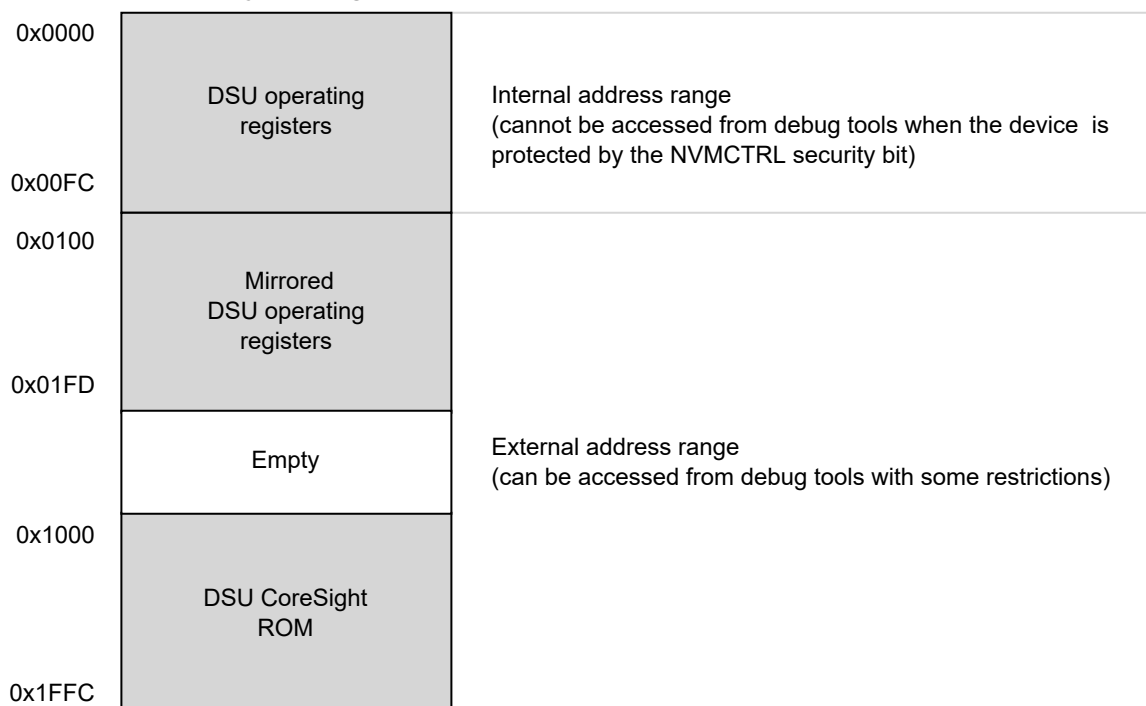 0x0000
DSU operating
registers
Internal address range
(cannot be accessed from debug tools when the device is
protected by the NVMCTRL security bit)
0x00FC
0x0100
Mirrored
DSU operating
registers
0x01FD
Empty
External address range
(can be accessed from debug tools with some restrictions)
0x1000
DSU CoreSight
ROM
0x1FFC